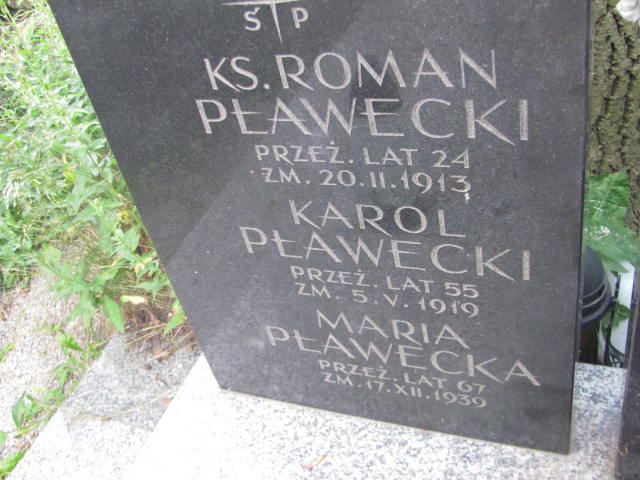 Ś P
KS. ROMAN
PŁAWECKI
PRZEŻ. LAT 24
ZM. 20.II.1913
KAROL
PŁAWECKI
PRZEŻ. LAT 55
ZM. 5.V.1919
MARIA
PŁAWECKA
PRZEŻ. LAT 67
ZM. 17.XII.1939